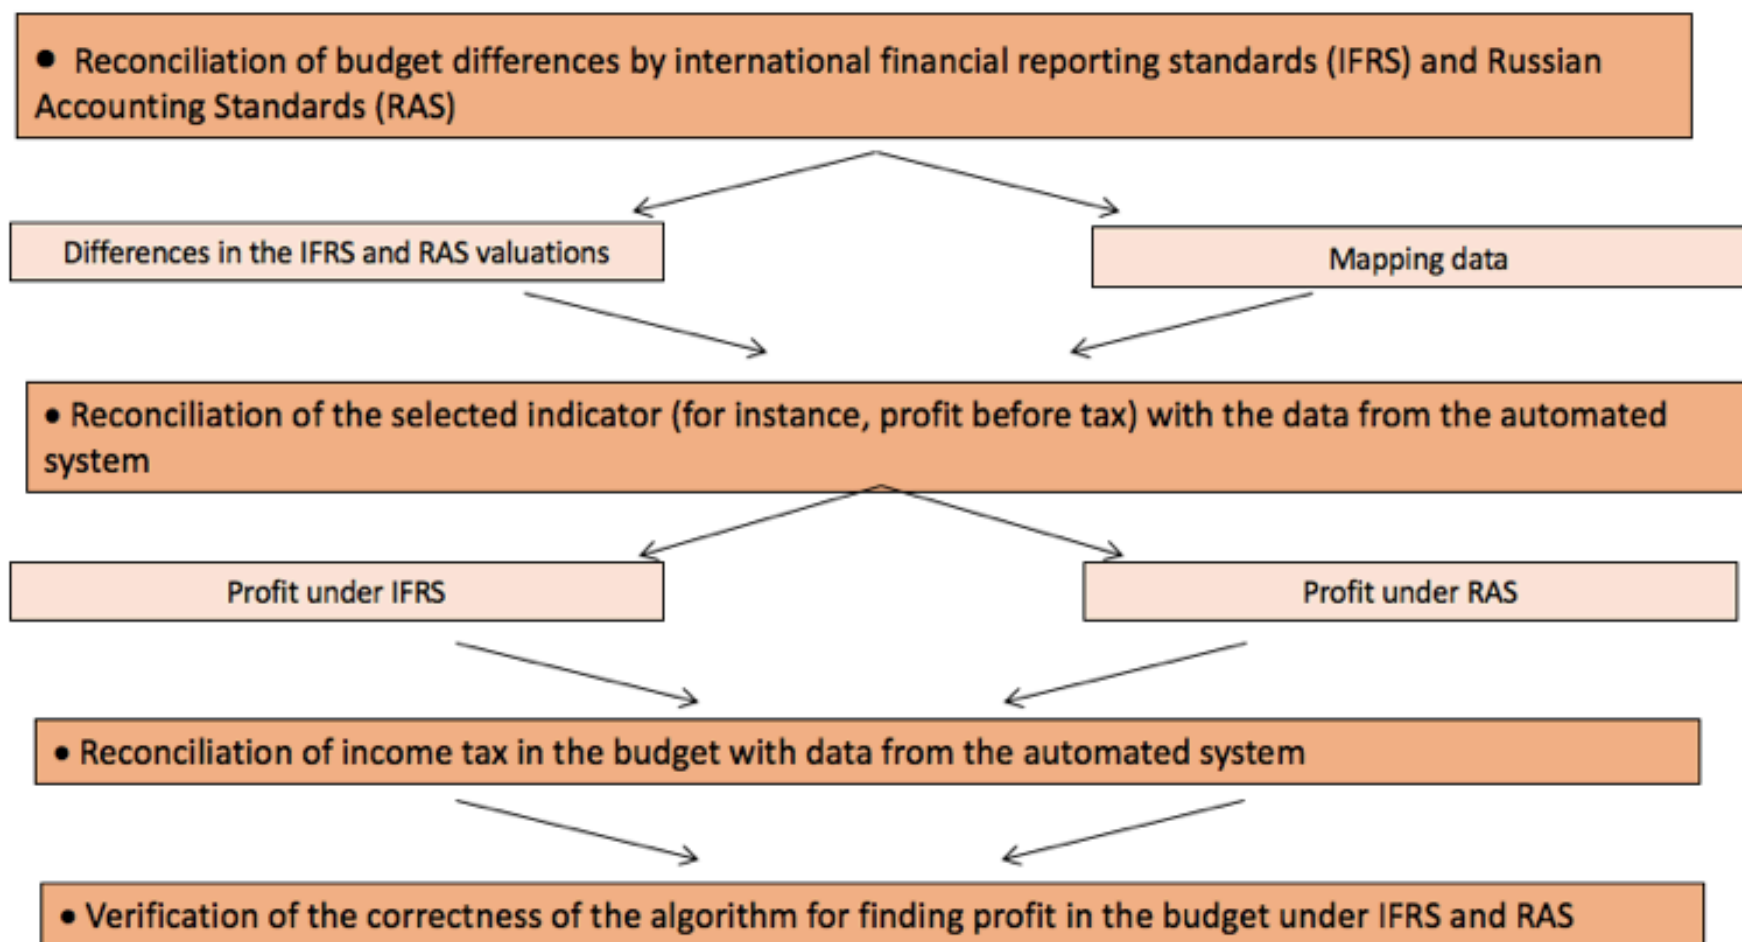 ● Reconciliation of budget differences by international financial reporting standards (IFRS) and Russian
Accounting Standards (RAS)
Differences in the IFRS and RAS valuations
Mapping data
● Reconciliation of the selected indicator (for instance, profit before tax) with the data from the automated
system
Profit under IFRS
Profit under RAS
● Reconciliation of income tax in the budget with data from the automated system
● Verification of the correctness of the algorithm for finding profit in the budget under IFRS and RAS